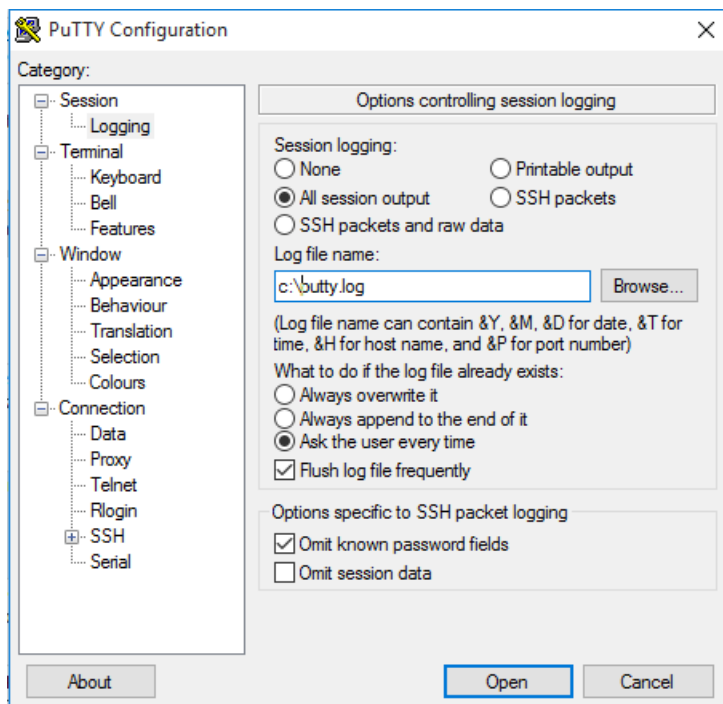 PuTTY Configuration
Category:
Session
Logging
Terminal
Keyboard
Bell
Features
Window
Appearance
Behaviour
Translation
Selection
Colours
Connection
Data
Proxy
Telnet
Rlogin
SSH
Serial
Options controlling session logging
Session logging:
None
Printable output
All session output
SSH packets
SSH packets and raw data
Log file name:
c:\putty.log
Browse...
(Log file name can contain &Y, &M, &D for date, &T for
time, &H for host name, and &P for port number)
What to do if the log file already exists:
Always overwrite it
Always append to the end of it
Ask the user every time
Flush log file frequently
Options specific to SSH packet logging
Omit known password fields
Omit session data
About
Open
Cancel